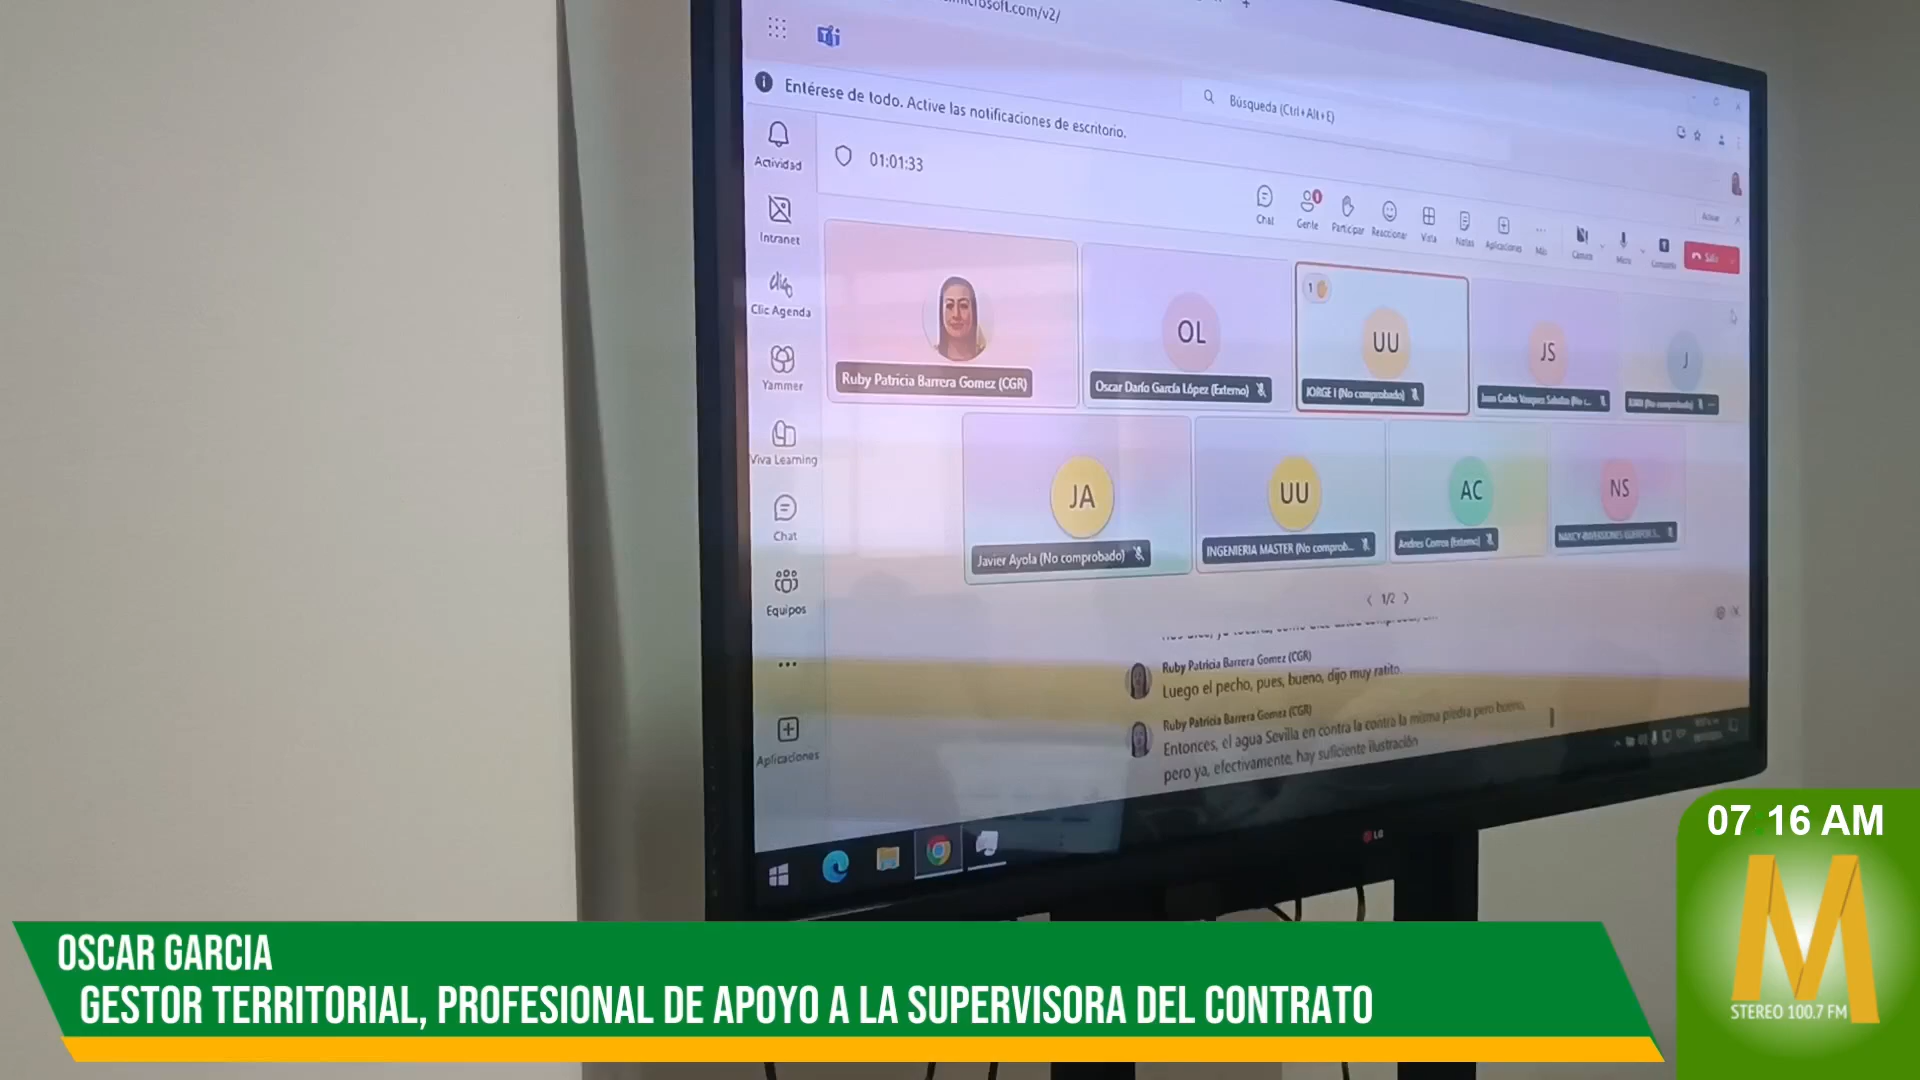 microsoft.com/v2/
Entérese de todo. Active las notificaciones de escritorio.
Búsqueda (Ctrl+Alt+E)
Actividad
01:01:33
Chat
Gente
Participar
Reaccionar
Vista
Notas
Aplicaciones
Más
Cámara
Micro
Compartir
Salir
Intranet
Clic Agenda
Yammer
Viva Learning
Chat
Equipos
Aplicaciones
Ruby Patricia Barrera Gomez (CGR)
OL
Oscar Darío García López (Externo)
1
UU
JORGE I (No comprobado)
JS
J
JA
Javier Ayola (No comprobado)
UU
INGENIERIA MASTER (No comprob...
AC
Andres Correa (Externo)
NS
1/2
Ruby Patricia Barrera Gomez (CGR)
Luego el pecho, pues, bueno, dijo muy ratito.
Ruby Patricia Barrera Gomez (CGR)
Entonces, el agua Sevilla en contra la contra la misma piedra pero bueno,
pero ya, efectivamente, hay suficiente ilustración
LG
07:16 AM
M
STEREO 100.7 FM
OSCAR GARCIA
GESTOR TERRITORIAL, PROFESIONAL DE APOYO A LA SUPERVISORA DEL CONTRATO